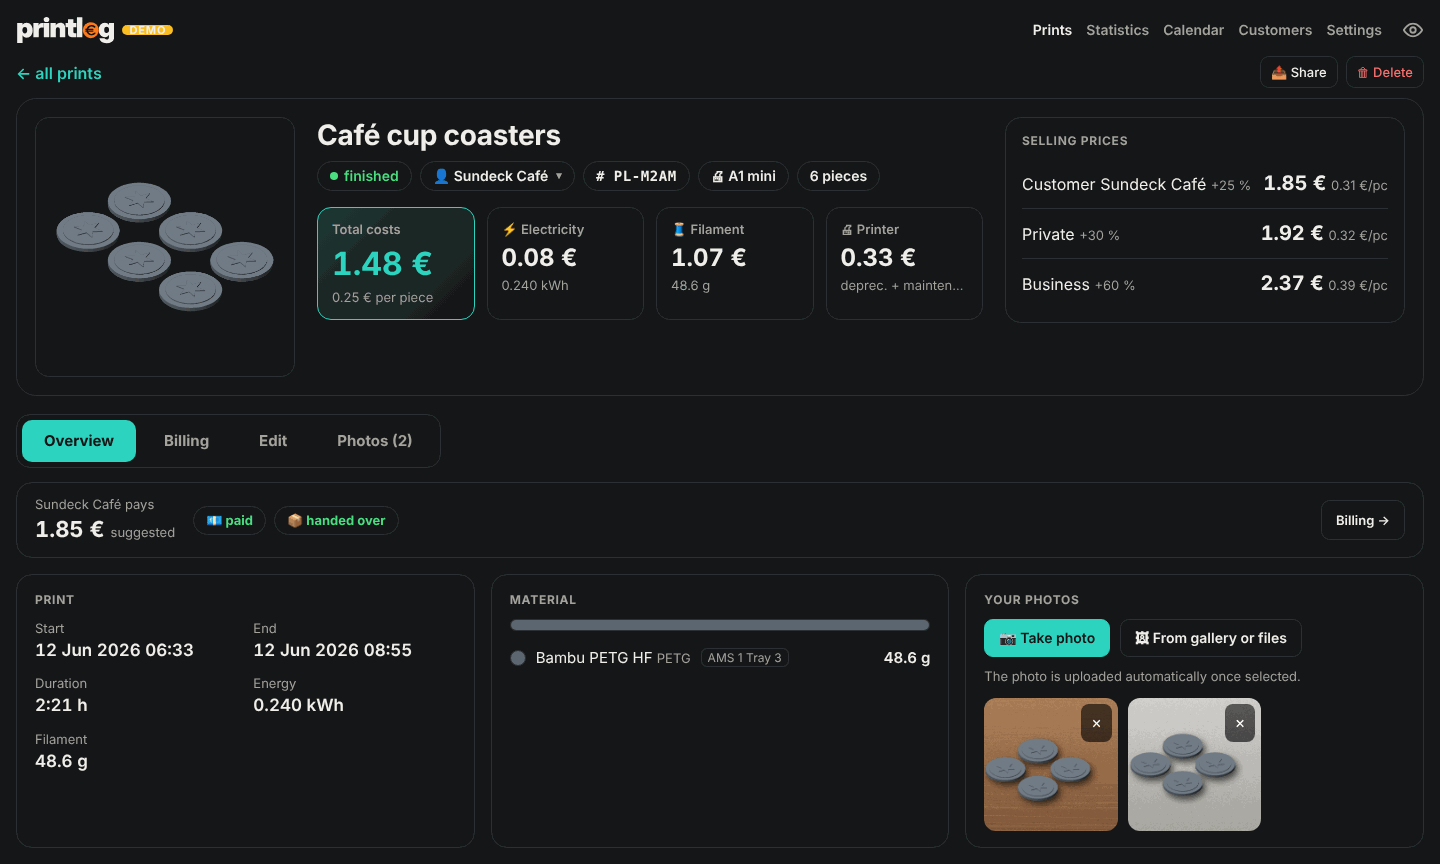 printlog DEMO
Prints Statistics Calendar Customers Settings
← all prints
Share Delete
Café cup coasters
finished Sundeck Café # PL-M2AM A1 mini 6 pieces
Total costs
1.48 €
0.25 € per piece
Electricity
0.08 €
0.240 kWh
Filament
1.07 €
48.6 g
Printer
0.33 €
deprec. + mainten...
SELLING PRICES
Customer Sundeck Café +25 % 1.85 € 0.31 €/pc
Private +30 % 1.92 € 0.32 €/pc
Business +60 % 2.37 € 0.39 €/pc
Overview Billing Edit Photos (2)
Sundeck Café pays
1.85 € suggested
paid handed over
Billing →
PRINT
Start End
12 Jun 2026 06:33 12 Jun 2026 08:55
Duration Energy
2:21 h 0.240 kWh
Filament
48.6 g
MATERIAL
Bambu PETG HF PETG AMS 1 Tray 3 48.6 g
YOUR PHOTOS
Take photo From gallery or files
The photo is uploaded automatically once selected.
× ×